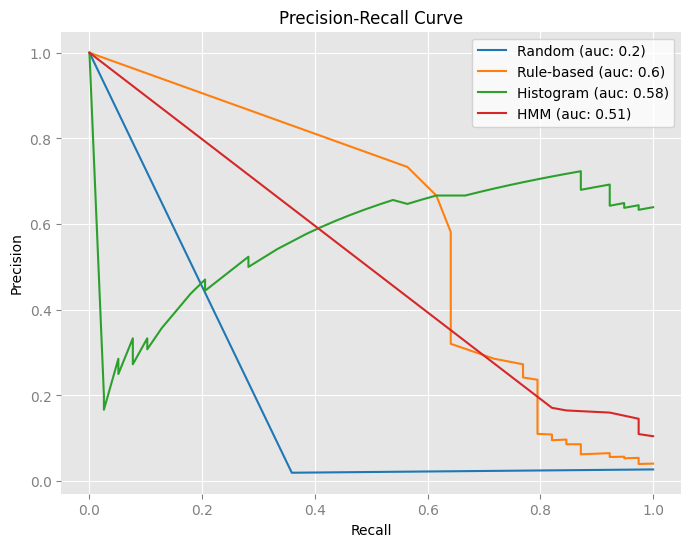 Precision-Recall Curve
Random (auc: 0.2)
Rule-based (auc: 0.6)
Histogram (auc: 0.58)
HMM (auc: 0.51)
Precision
1.0
0.8
0.6
0.4
0.2
0.0
0.0 0.2 0.4 0.6 0.8 1.0
Recall